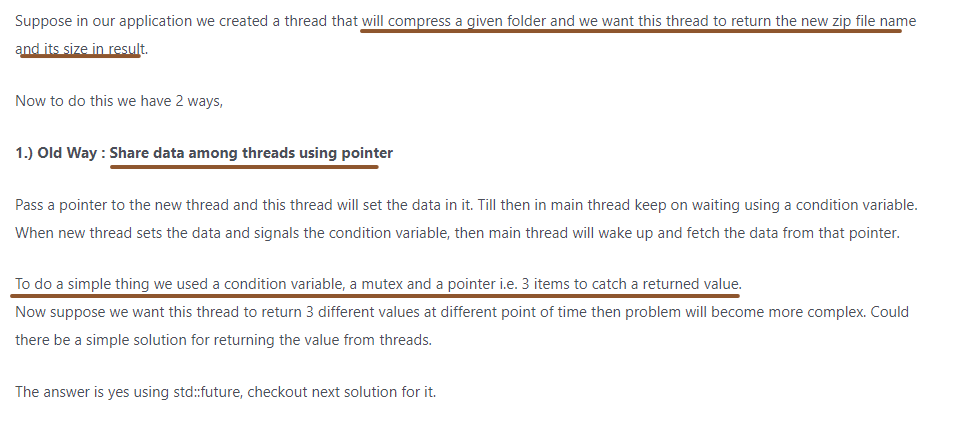 Suppose in our application we created a thread that will compress a given folder and we want this thread to return the new zip file name
and its size in result.
Now to do this we have 2 ways,
1.) Old Way : Share data among threads using pointer
Pass a pointer to the new thread and this thread will set the data in it. Till then in main thread keep on waiting using a condition variable.
When new thread sets the data and signals the condition variable, then main thread will wake up and fetch the data from that pointer.
To do a simple thing we used a condition variable, a mutex and a pointer i.e. 3 items to catch a returned value.
Now suppose we want this thread to return 3 different values at different point of time then problem will become more complex. Could
there be a simple solution for returning the value from threads.
The answer is yes using std::future, checkout next solution for it.